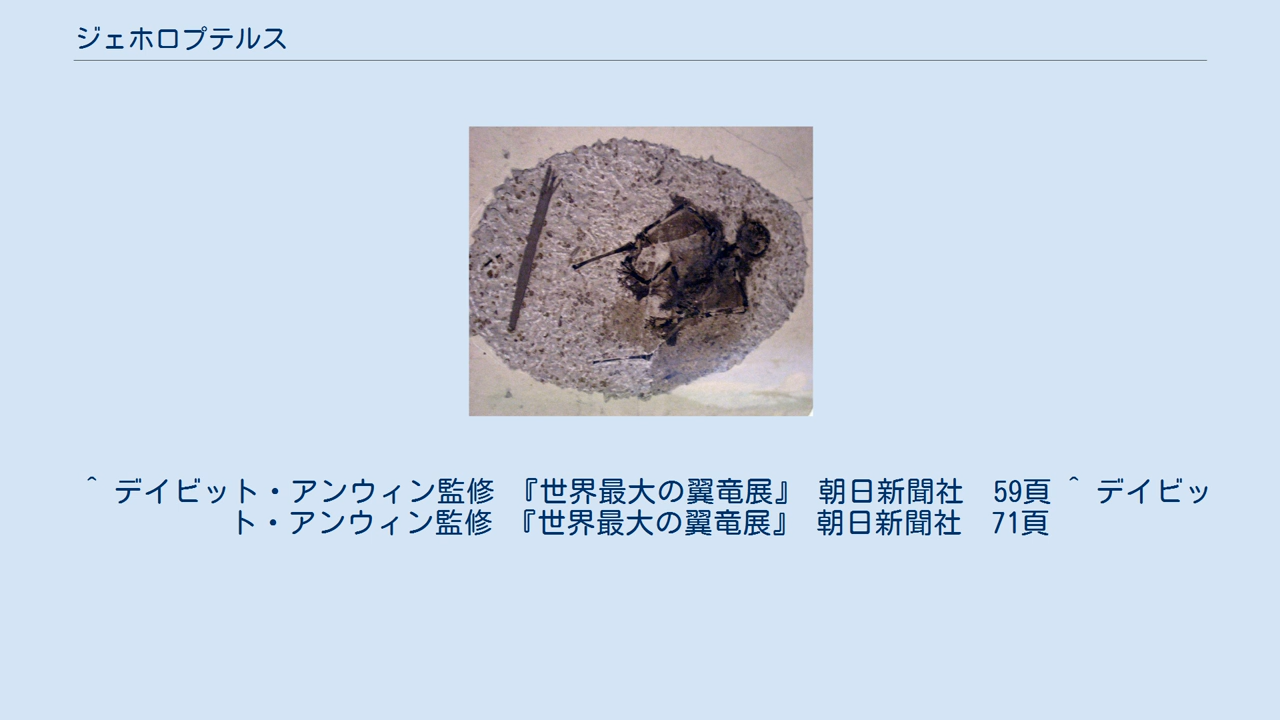 ジェホロプテルス
^ デイビット・アンウィン監修 『世界最大の翼竜展』 朝日新聞社　59頁 ^ デイビッ
ト・アンウィン監修 『世界最大の翼竜展』 朝日新聞社　71頁